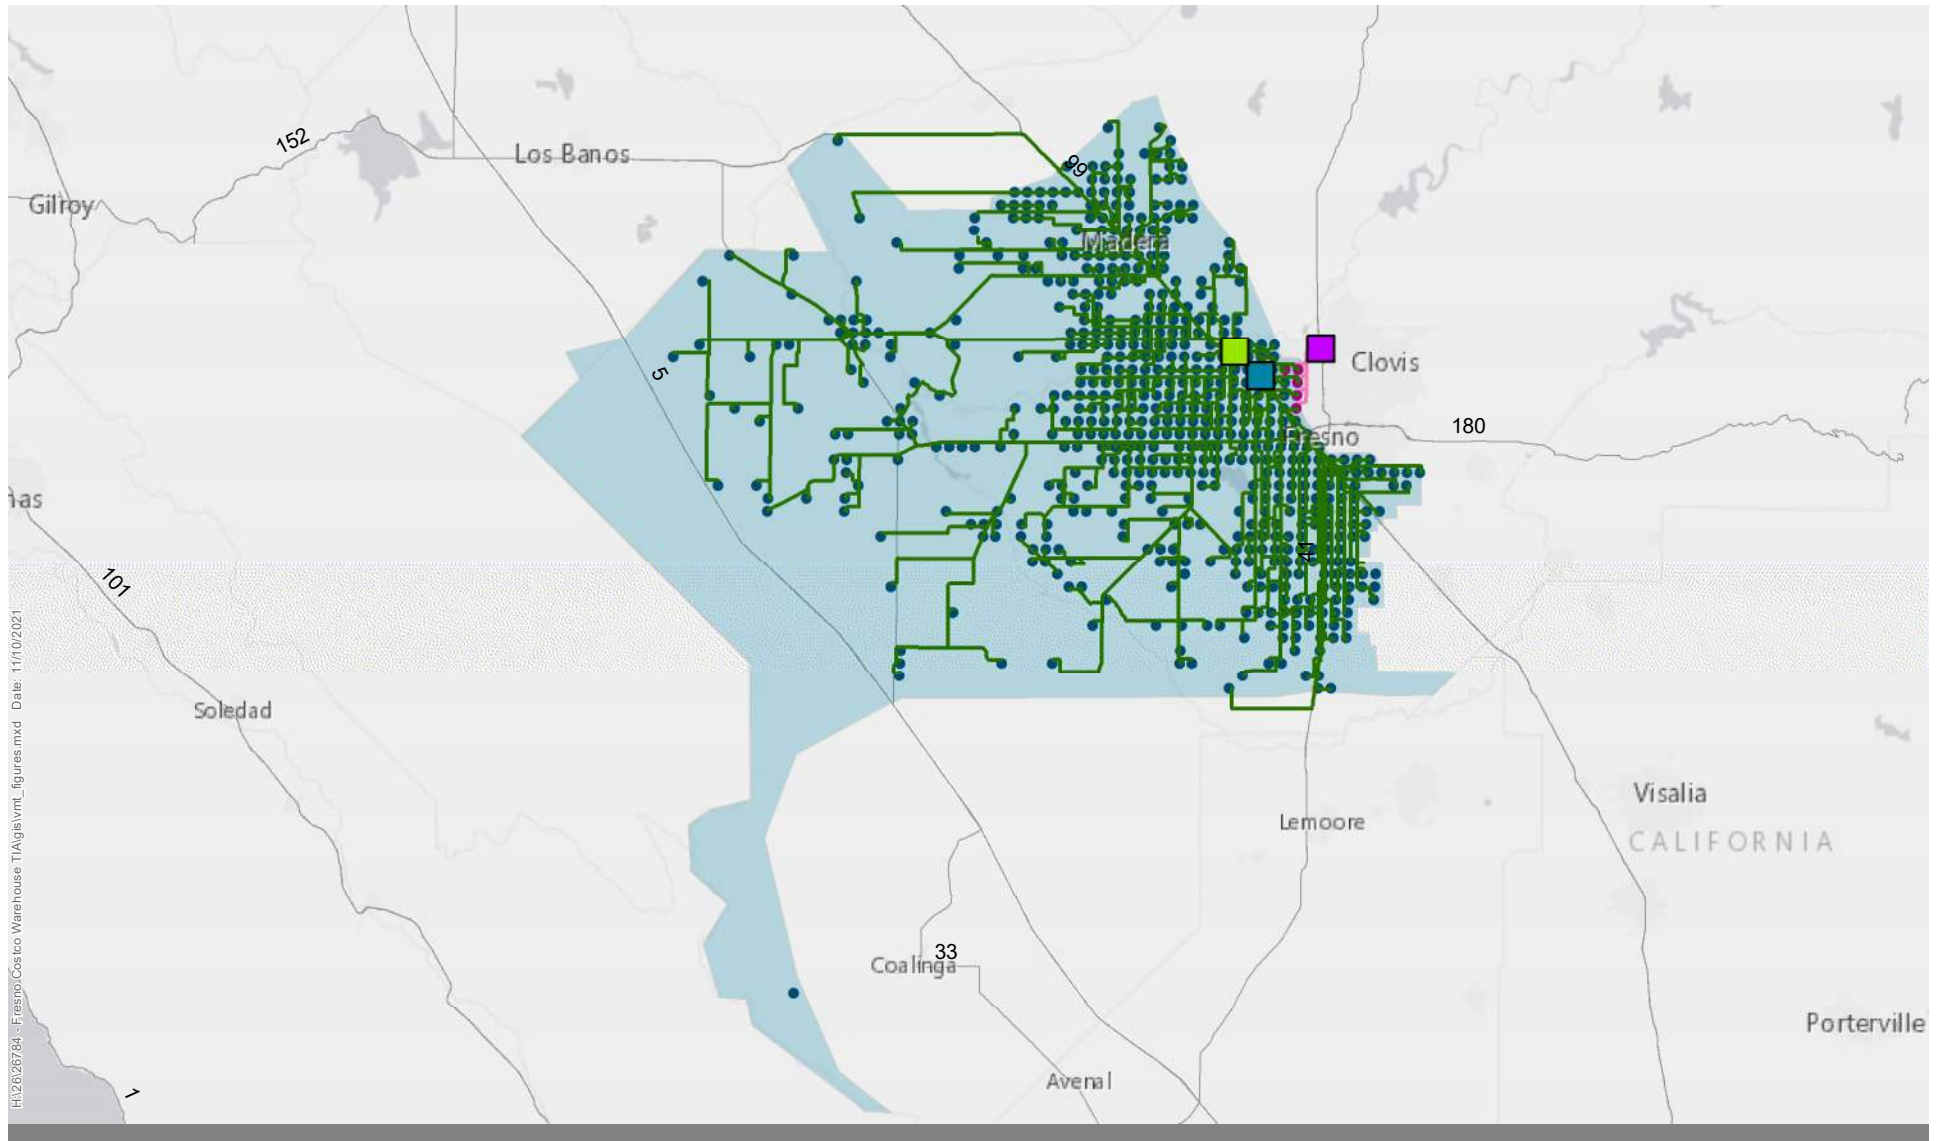 152
Los Banos
99
Gilroy
Madera
5
Clovis
180
Fresno
nas
41
101
H:\26\26784 - Fresno Costco Warehouse TIA\gis\vmt_figures.mxd Date: 11/10/2021
Soledad
Visalia
Lemoore
CALIFORNIA
33
Coalinga
Porterville
Avenal
1